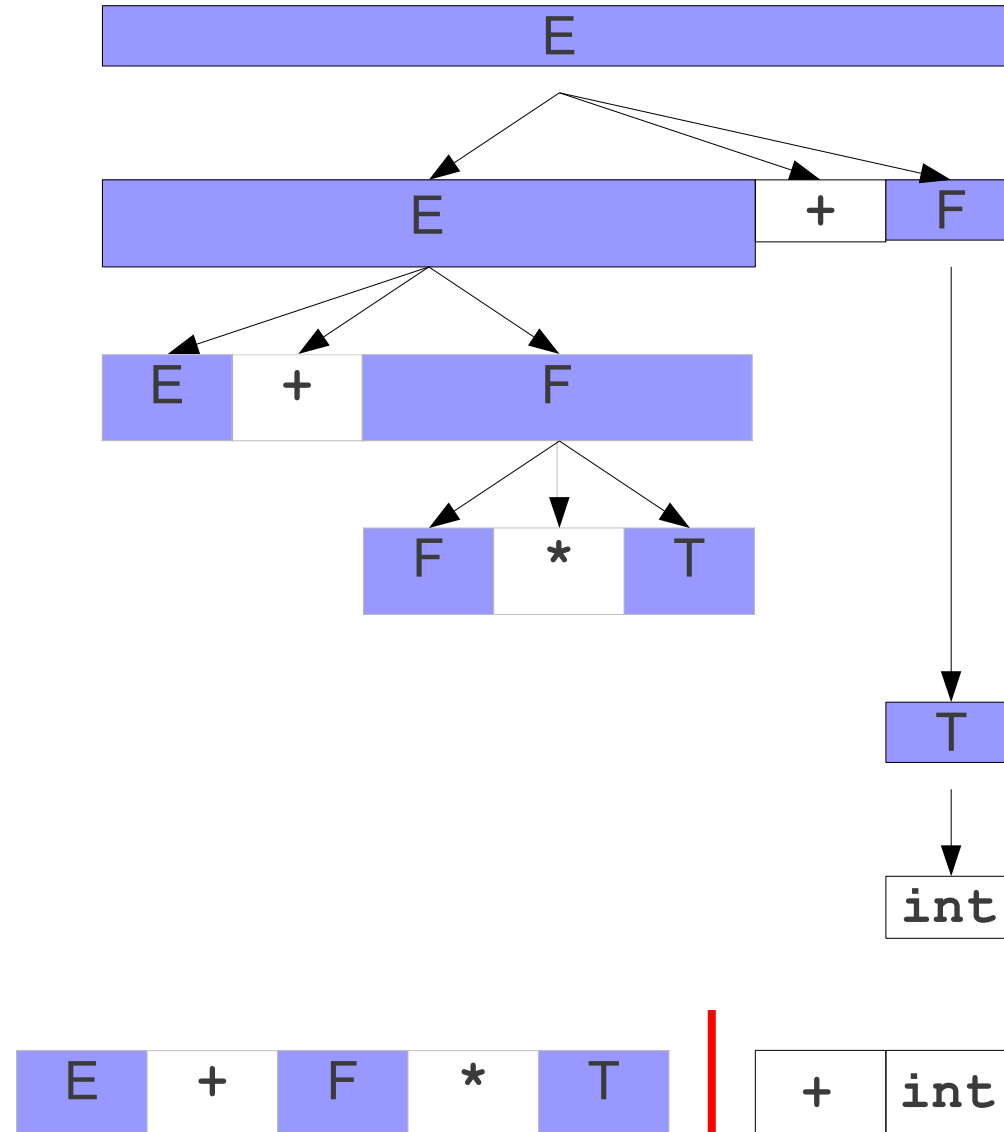 E
E + F
E + F
F * T
T
int
E + F * T + int